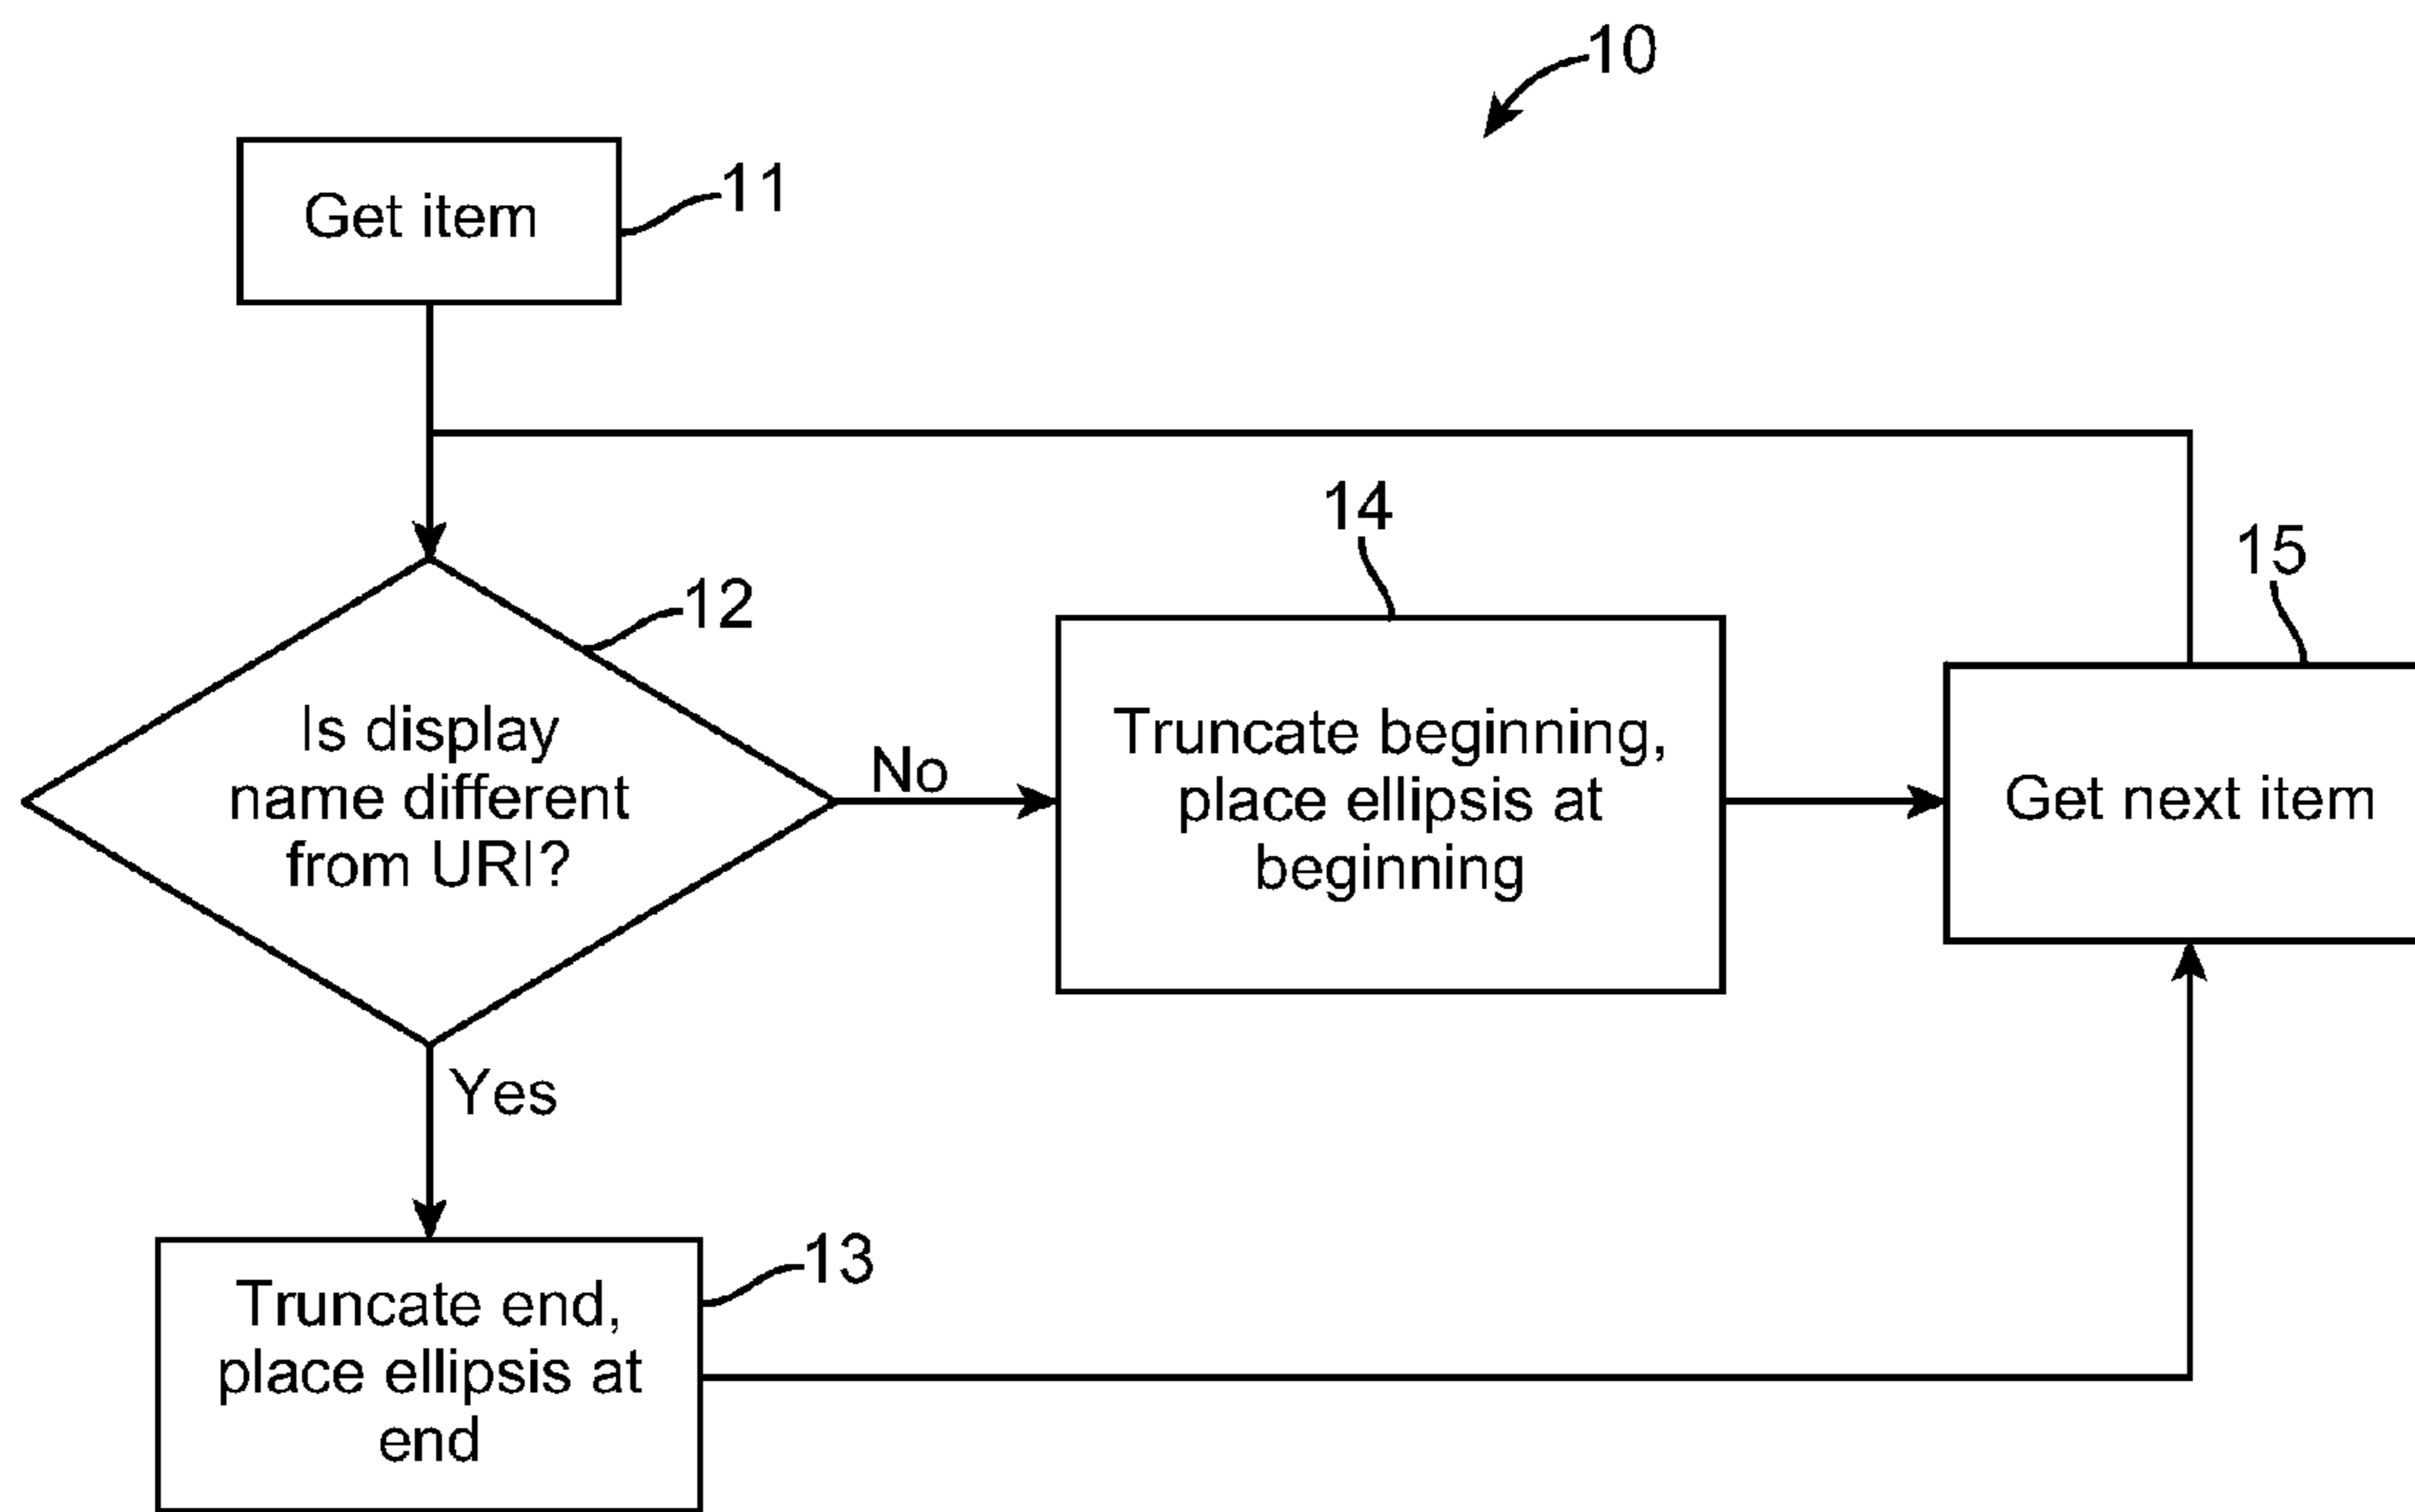 10
Get item
11
12
Is display
name different
from URI?
No
14
Truncate beginning,
place ellipsis at
beginning
15
Get next item
Yes
13
Truncate end,
place ellipsis at
end